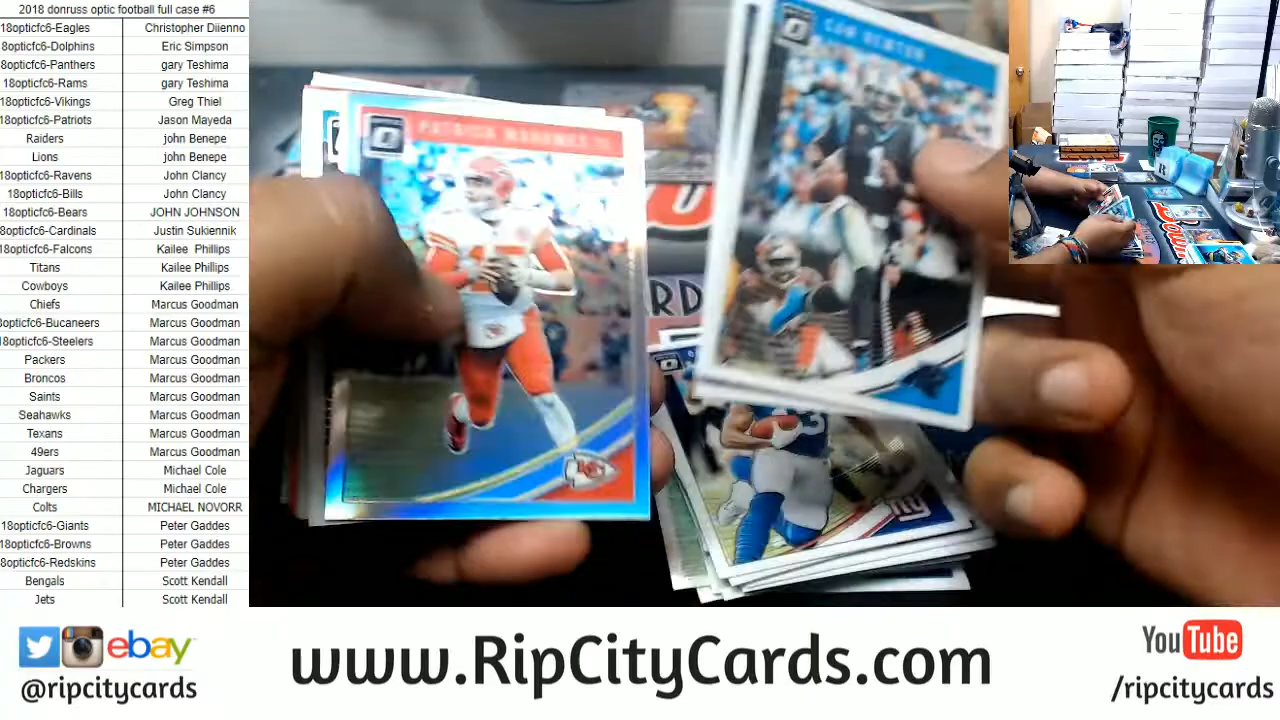 2018 donruss optic football full case #6
18opticfc6-Eagles Christopher Diienno
8opticfc6-Dolphins Eric Simpson
8opticfc6-Panthers gary Teshima
18opticfc6-Rams gary Teshima
18opticfc6-Vikings Greg Thiel
18opticfc6-Patriots Jason Mayeda
Raiders john Benepe
Lions john Benepe
18opticfc6-Ravens John Clancy
18opticfc6-Bills John Clancy
18opticfc6-Bears JOHN JOHNSON
8opticfc6-Cardinals Justin Sukiennik
18opticfc6-Falcons Kailee Phillips
Titans Kailee Phillips
Cowboys Kailee Phillips
Chiefs Marcus Goodman
8opticfc6-Bucaneers Marcus Goodman
18opticfc6-Steelers Marcus Goodman
Packers Marcus Goodman
Broncos Marcus Goodman
Saints Marcus Goodman
Seahawks Marcus Goodman
Texans Marcus Goodman
49ers Marcus Goodman
Jaguars Michael Cole
Chargers Michael Cole
Colts MICHAEL NOVORR
18opticfc6-Giants Peter Gaddes
18opticfc6-Browns Peter Gaddes
8opticfc6-Redskins Peter Gaddes
Bengals Scott Kendall
Jets Scott Kendall
PATRICK MAHOMES II
CAM NEWTON
1
ny
ebay
@ripcitycards
www.RipCityCards.com
YouTube
/ripcitycards